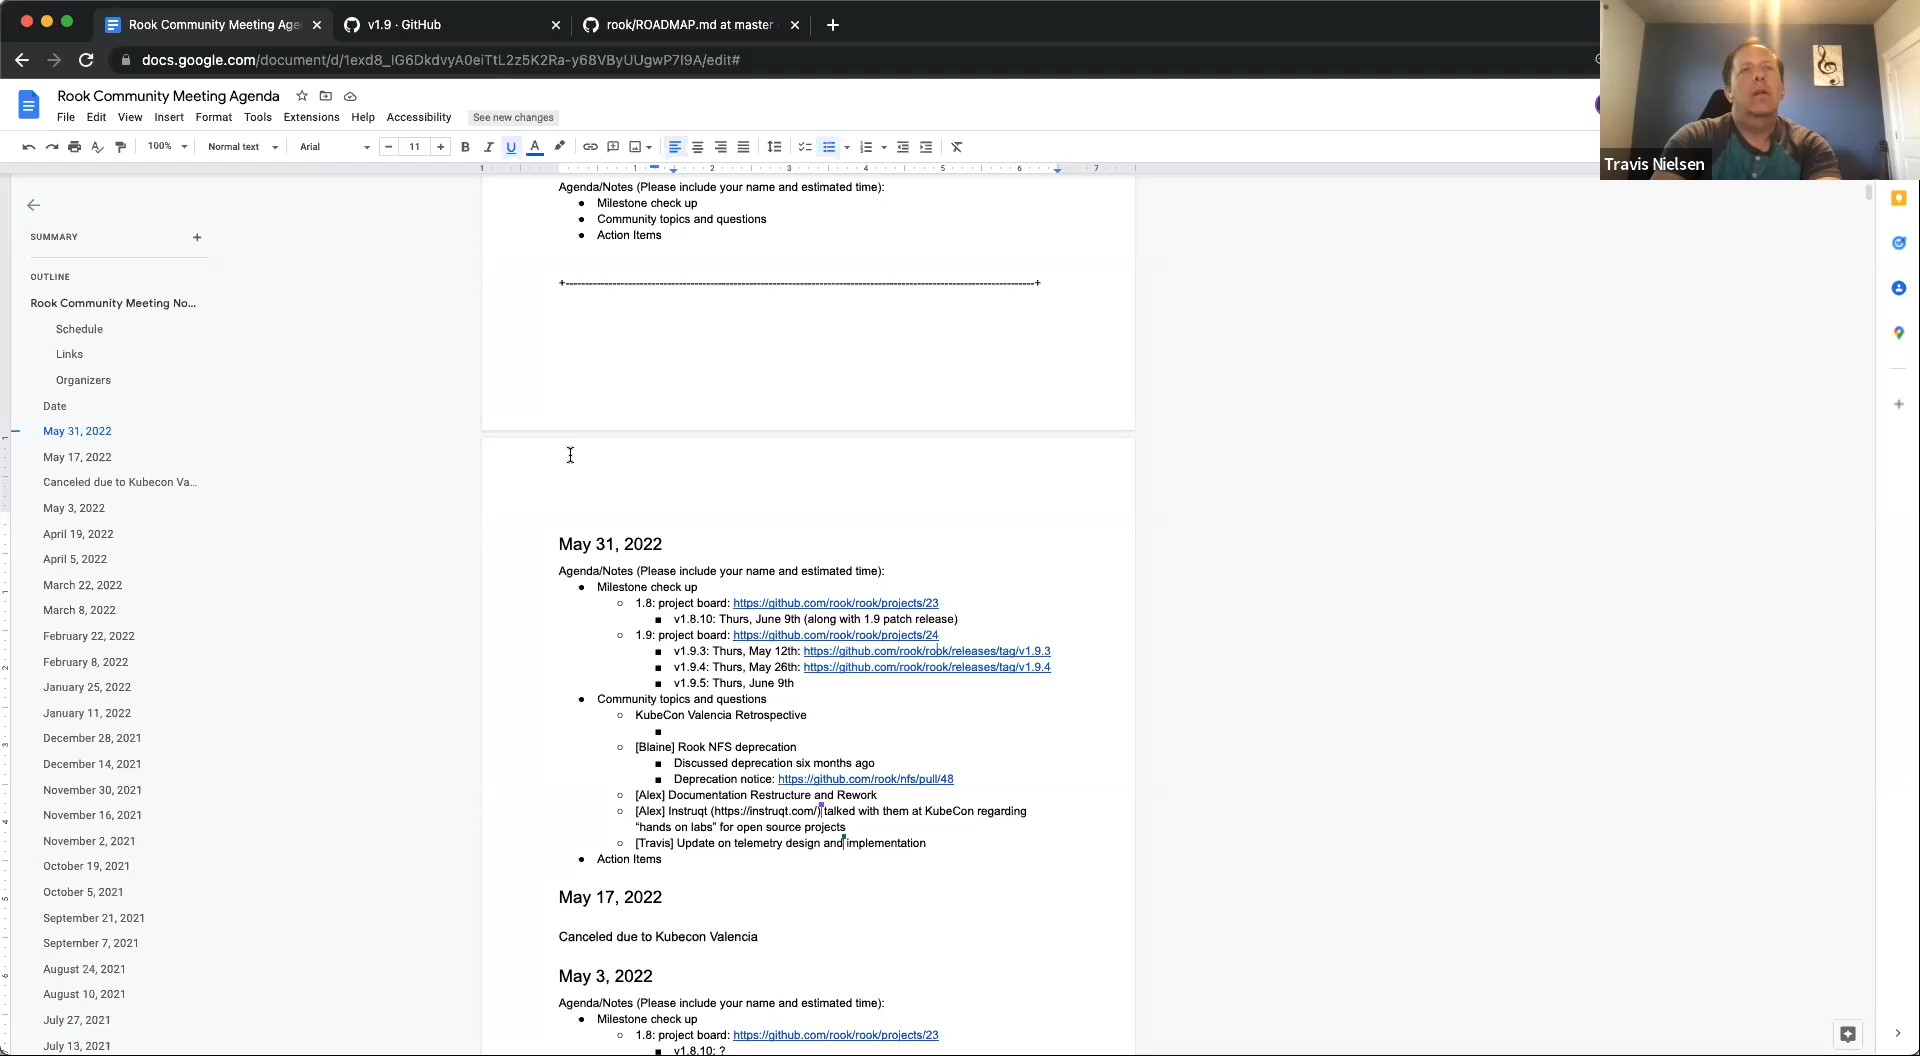 Rook Community Meeting Age
v1.9 · GitHub
rook/ROADMAP.md at master
docs.google.com/document/d/1exd8_IG6DkdvyA0eiTtL2z5K2Ra-y68VByUUgwP7I9A/edit#
Travis Nielsen
Rook Community Meeting Agenda
File Edit View Insert Format Tools Extensions Help Accessibility See new changes
100% Normal text Arial 11
1 1 2 3 4 5 6 7
SUMMARY
OUTLINE
Rook Community Meeting No...
Schedule
Links
Organizers
Date
May 31, 2022
May 17, 2022
Canceled due to Kubecon Va...
May 3, 2022
April 19, 2022
April 5, 2022
March 22, 2022
March 8, 2022
February 22, 2022
February 8, 2022
January 25, 2022
January 11, 2022
December 28, 2021
December 14, 2021
November 30, 2021
November 16, 2021
November 2, 2021
October 19, 2021
October 5, 2021
September 21, 2021
September 7, 2021
August 24, 2021
August 10, 2021
July 27, 2021
July 13, 2021
Agenda/Notes (Please include your name and estimated time):
● Milestone check up
● Community topics and questions
● Action Items
May 31, 2022
Agenda/Notes (Please include your name and estimated time):
● Milestone check up
○ 1.8: project board: https://github.com/rook/rook/projects/23
■ v1.8.10: Thurs, June 9th (along with 1.9 patch release)
○ 1.9: project board: https://github.com/rook/rook/projects/24
■ v1.9.3: Thurs, May 12th: https://github.com/rook/rook/releases/tag/v1.9.3
■ v1.9.4: Thurs, May 26th: https://github.com/rook/rook/releases/tag/v1.9.4
■ v1.9.5: Thurs, June 9th
● Community topics and questions
○ KubeCon Valencia Retrospective
■
○ [Blaine] Rook NFS deprecation
■ Discussed deprecation six months ago
■ Deprecation notice: https://github.com/rook/nfs/pull/48
○ [Alex] Documentation Restructure and Rework
○ [Alex] Instruqt (https://instruqt.com/) talked with them at KubeCon regarding
“hands on labs” for open source projects
○ [Travis] Update on telemetry design and implementation
● Action Items
May 17, 2022
Canceled due to Kubecon Valencia
May 3, 2022
Agenda/Notes (Please include your name and estimated time):
● Milestone check up
○ 1.8: project board: https://github.com/rook/rook/projects/23
■ v1.8.10: ?